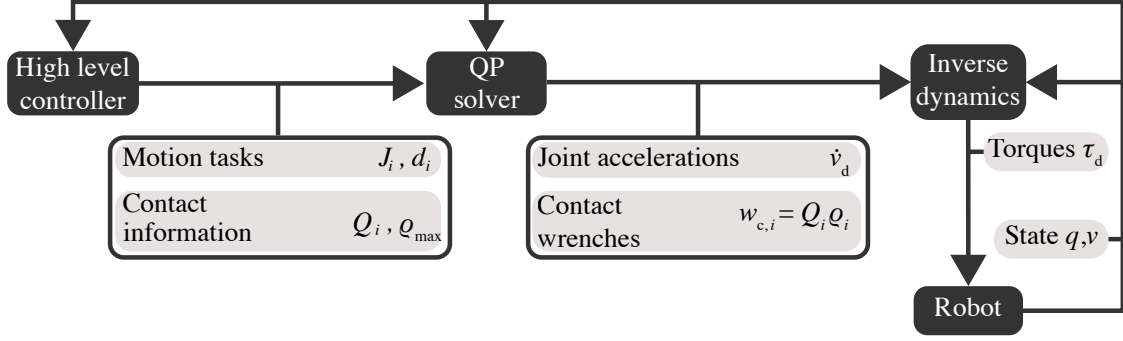 High level
controller
QP
solver
Inverse
dynamics
Motion tasks J_i , d_i
Contact
information Q_i , ϱ_max
Joint accelerations v̇_d
Contact
wrenches w_c,i = Q_i ϱ_i
Torques τ_d
State q,v
Robot